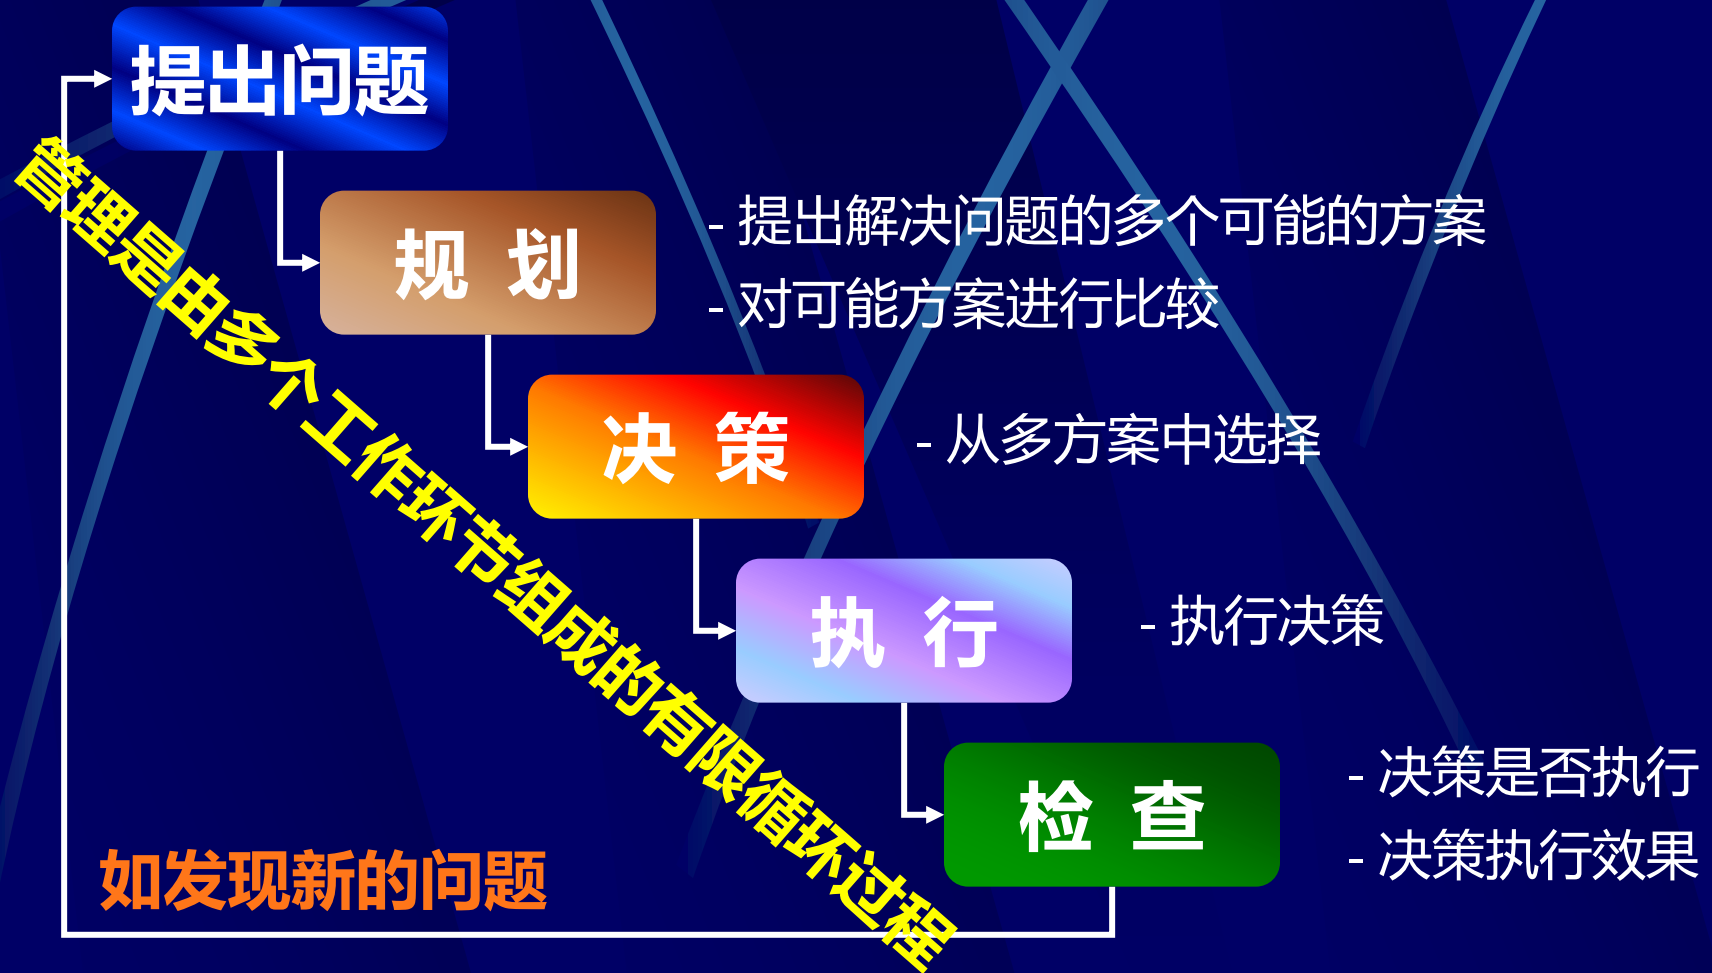 提出问题
管理是由多个工作环节组成的有限循环过程
规 划
- 提出解决问题的多个可能的方案
- 对可能方案进行比较
决 策
- 从多方案中选择
执 行
- 执行决策
检 查
- 决策是否执行
- 决策执行效果
如发现新的问题